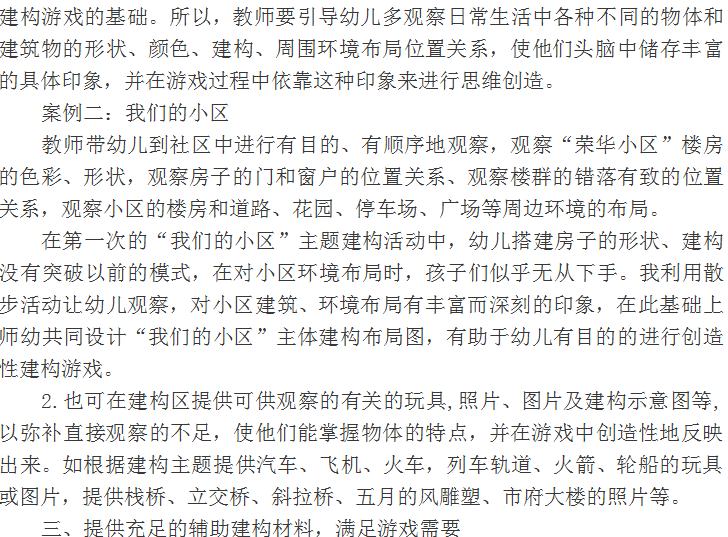 建构游戏的基础。所以，教师要引导幼儿多观察日常生活中各种不同的物体和
建筑物的形状、颜色、建构、周围环境布局位置关系，使他们头脑中储存丰富
的具体印象，并在游戏过程中依靠这种印象来进行思维创造。
案例二：我们的小区
教师带幼儿到社区中进行有目的、有顺序地观察，观察“荣华小区”楼房
的色彩、形状，观察房子的门和窗户的位置关系、观察楼群的错落有致的位置
关系，观察小区的楼房和道路、花园、停车场、广场等周边环境的布局。
在第一次的“我们的小区”主题建构活动中，幼儿搭建房子的形状、建构
没有突破以前的模式，在对小区环境布局时，孩子们似乎无从下手。我利用散
步活动让幼儿观察，对小区建筑、环境布局有丰富而深刻的印象，在此基础上
师幼共同设计“我们的小区”主体建构布局图，有助于幼儿有目的的进行创造
性建构游戏。
2.也可在建构区提供可供观察的有关的玩具,照片、图片及建构示意图等,
以弥补直接观察的不足，使他们能掌握物体的特点，并在游戏中创造性地反映
出来。如根据建构主题提供汽车、飞机、火车，列车轨道、火箭、轮船的玩具
或图片，提供栈桥、立交桥、斜拉桥、五月的风雕塑、市府大楼的照片等。
三、提供充足的辅助建构材料，满足游戏需要